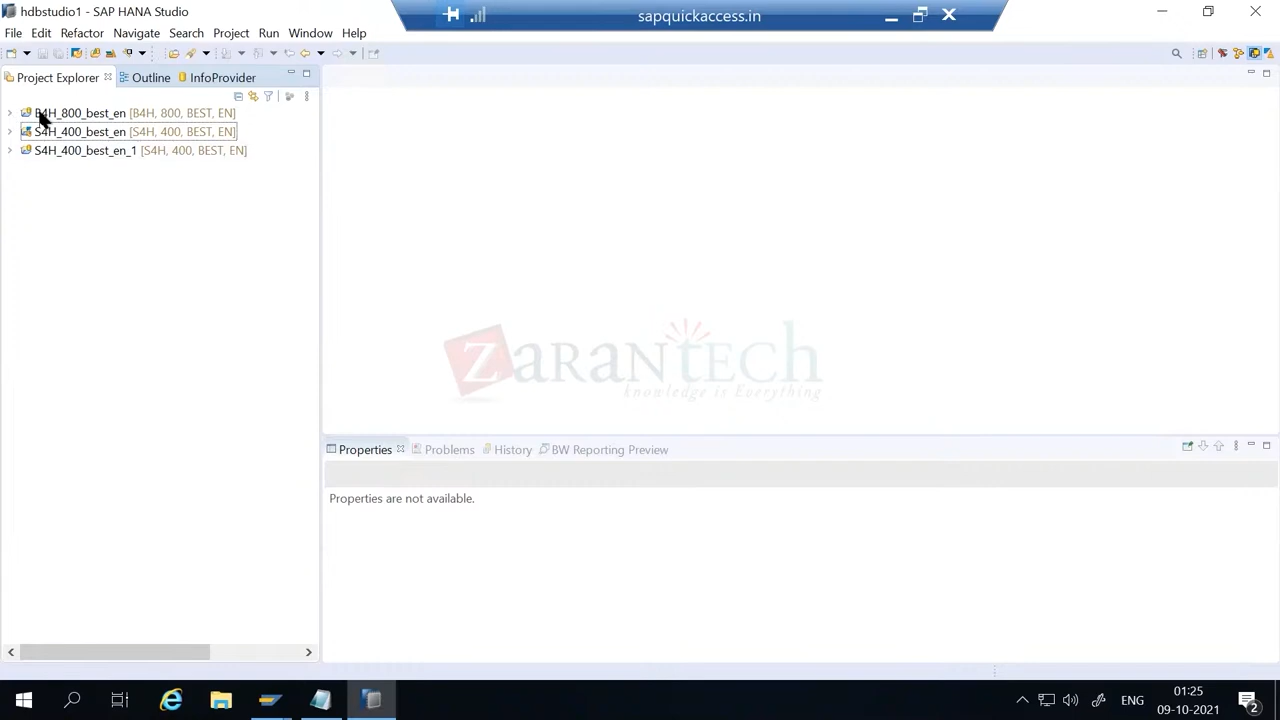 hdbstudio1 - SAP HANA Studio
sapquickaccess.in
File Edit Refactor Navigate Search Project Run Window Help
Project Explorer Outline InfoProvider
B4H_800_best_en [B4H, 800, BEST, EN]
S4H_400_best_en [S4H, 400, BEST, EN]
S4H_400_best_en_1 [S4H, 400, BEST, EN]
ZaranTech
knowledge is Everything
Properties Problems History BW Reporting Preview
Properties are not available.
ENG
01:25
09-10-2021
2